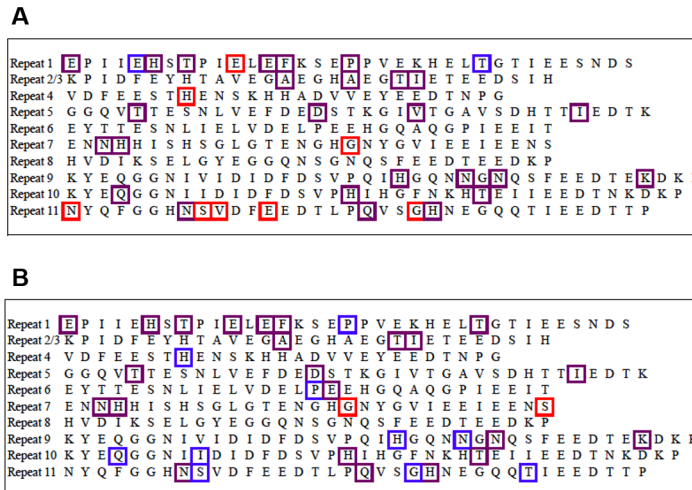 A
Repeat 1 E P I I E H S T P I E L E F K S E P P V E K H E L T G T I E E S N D S
Repeat 2/3 K P I D F E Y H T A V E G A E G H A E G T I E T E E D S I H
Repeat 4 V D F E E S T H E N S K H H A D V V E Y E E D T N P G
Repeat 5 G G Q V T T E S N L V E F D E D S T K G I V T G A V S D H T T I E D T K
Repeat 6 E Y T T E S N L I E L V D E L P E E H G Q A Q G P I E E I T
Repeat 7 E N N H H I S H S G L G T E N G H G N Y G V I E E I E E N S
Repeat 8 H V D I K S E L G Y E G G Q N S G N Q S F E E D T E E D K P
Repeat 9 K Y E Q G G N I V I D I D F D S V P Q I H G Q N N G N Q S F E E D T E K D K
Repeat 10 K Y E Q G G N I I D I D F D S V P H I H G F N K H T E I I E E D T N K D K P
Repeat 11 N Y Q F G G H N S V D F E E D T L P Q V S G H N E G Q Q T I E E D T T P
B
Repeat 1 E P I I E H S T P I E L E F K S E P P V E K H E L T G T I E E S N D S
Repeat 2/3 K P I D F E Y H T A V E G A E G H A E G T I E T E E D S I H
Repeat 4 V D F E E S T H E N S K H H A D V V E Y E E D T N P G
Repeat 5 G G Q V T T E S N L V E F D E D S T K G I V T G A V S D H T T I E D T K
Repeat 6 E Y T T E S N L I E L V D E L P E E H G Q A Q G P I E E I T
Repeat 7 E N N H H I S H S G L G T E N G H G N Y G V I E E I E E N S
Repeat 8 H V D I K S E L G Y E G G Q N S G N Q S F E E D T E E D K P
Repeat 9 K Y E Q G G N I V I D I D F D S V P Q I H G Q N N G N Q S F E E D T E K D K P
Repeat 10 K Y E Q G G N I I D I D F D S V P H I H G F N K H T E I I E E D T N K D K P
Repeat 11 N Y Q F G G H N S V D F E E D T L P Q V S G H N E G Q Q T I E E D T T P